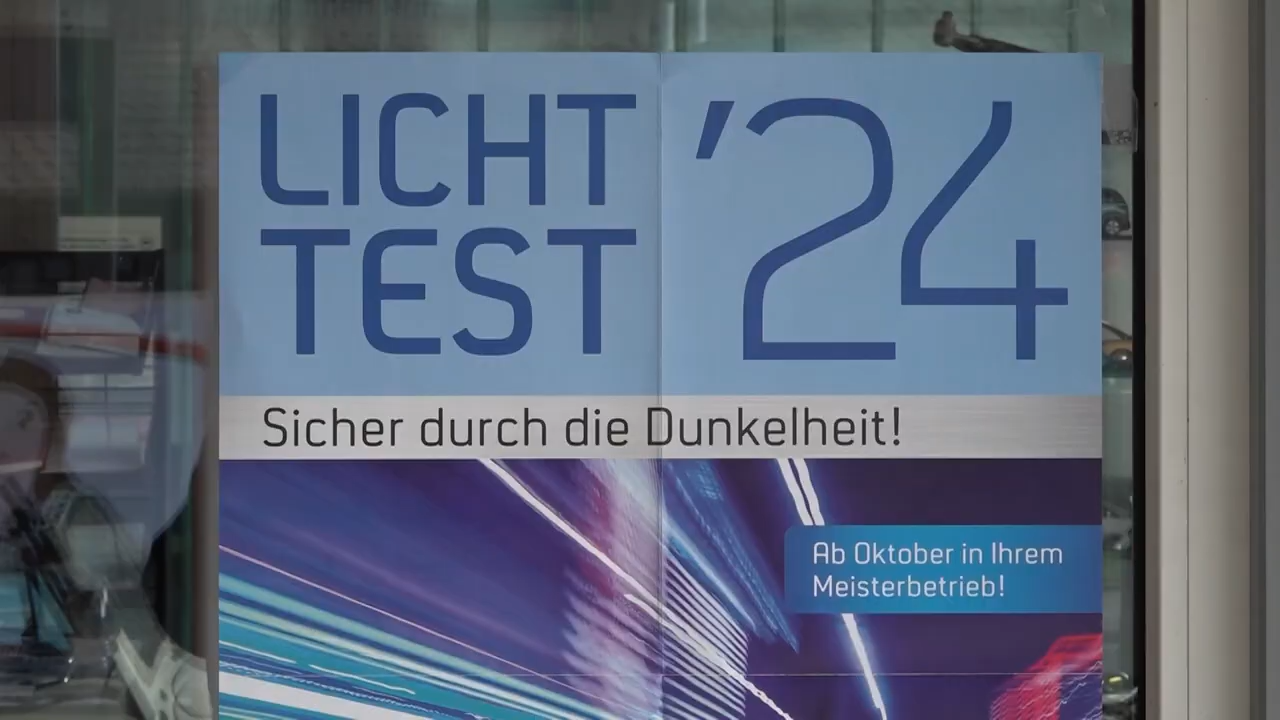 LICHT
TEST
'24
Sicher durch die Dunkelheit!
Ab Oktober in Ihrem
Meisterbetrieb!